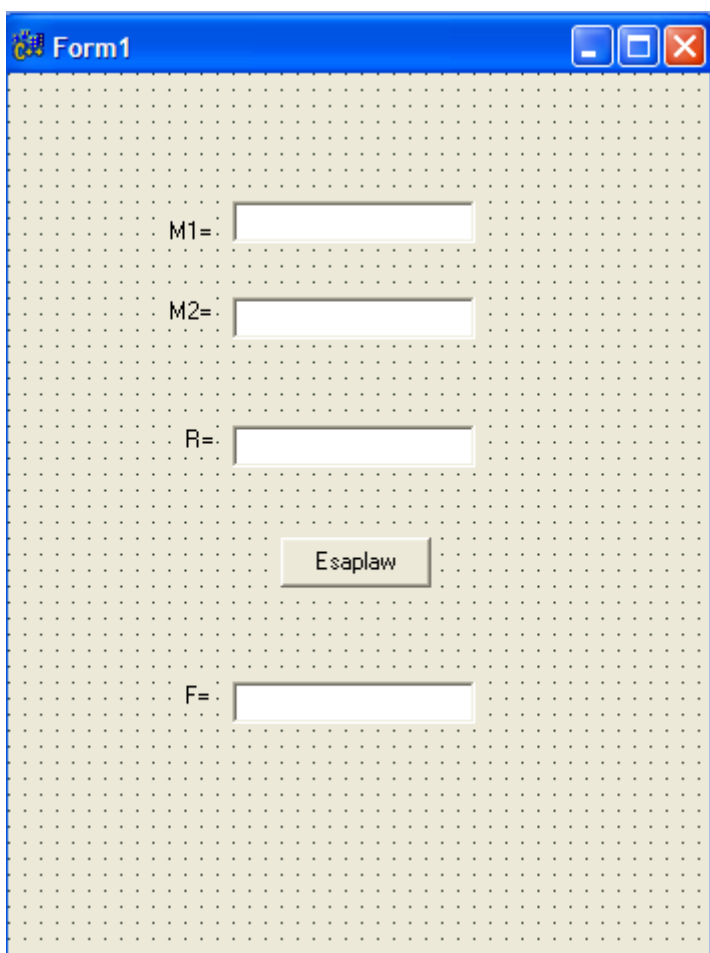 Form1
M1=
M2=
R=
Esaplaw
F=